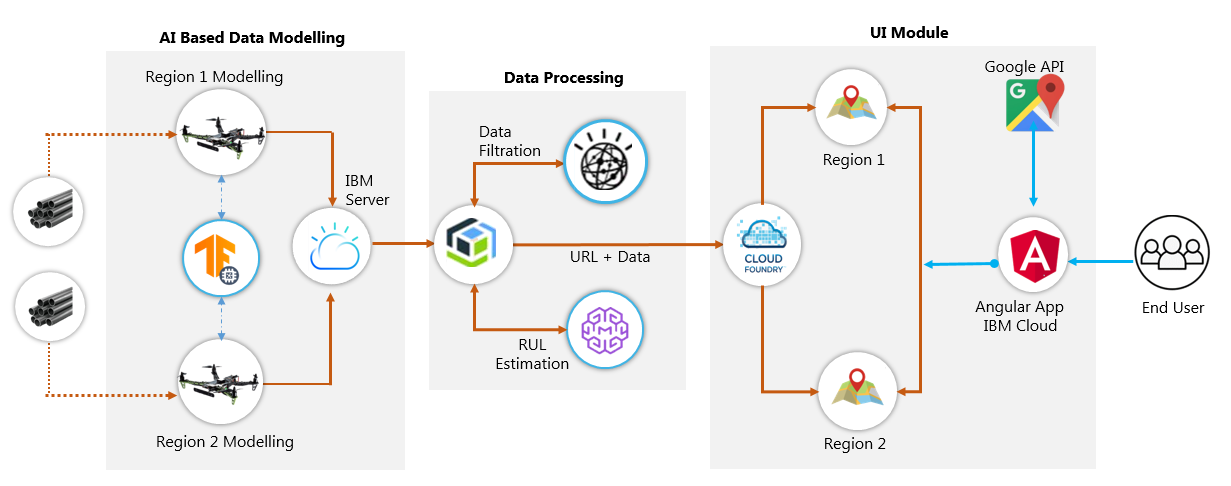 AI Based Data Modelling
Region 1 Modelling
IBM
Server
TF
Region 2 Modelling
Data Processing
Data
Filtration
URL + Data
RUL
Estimation
UI Module
Region 1
CLOUD
FOUNDRY
Region 2
Google API
G
A
Angular App
IBM Cloud
End User